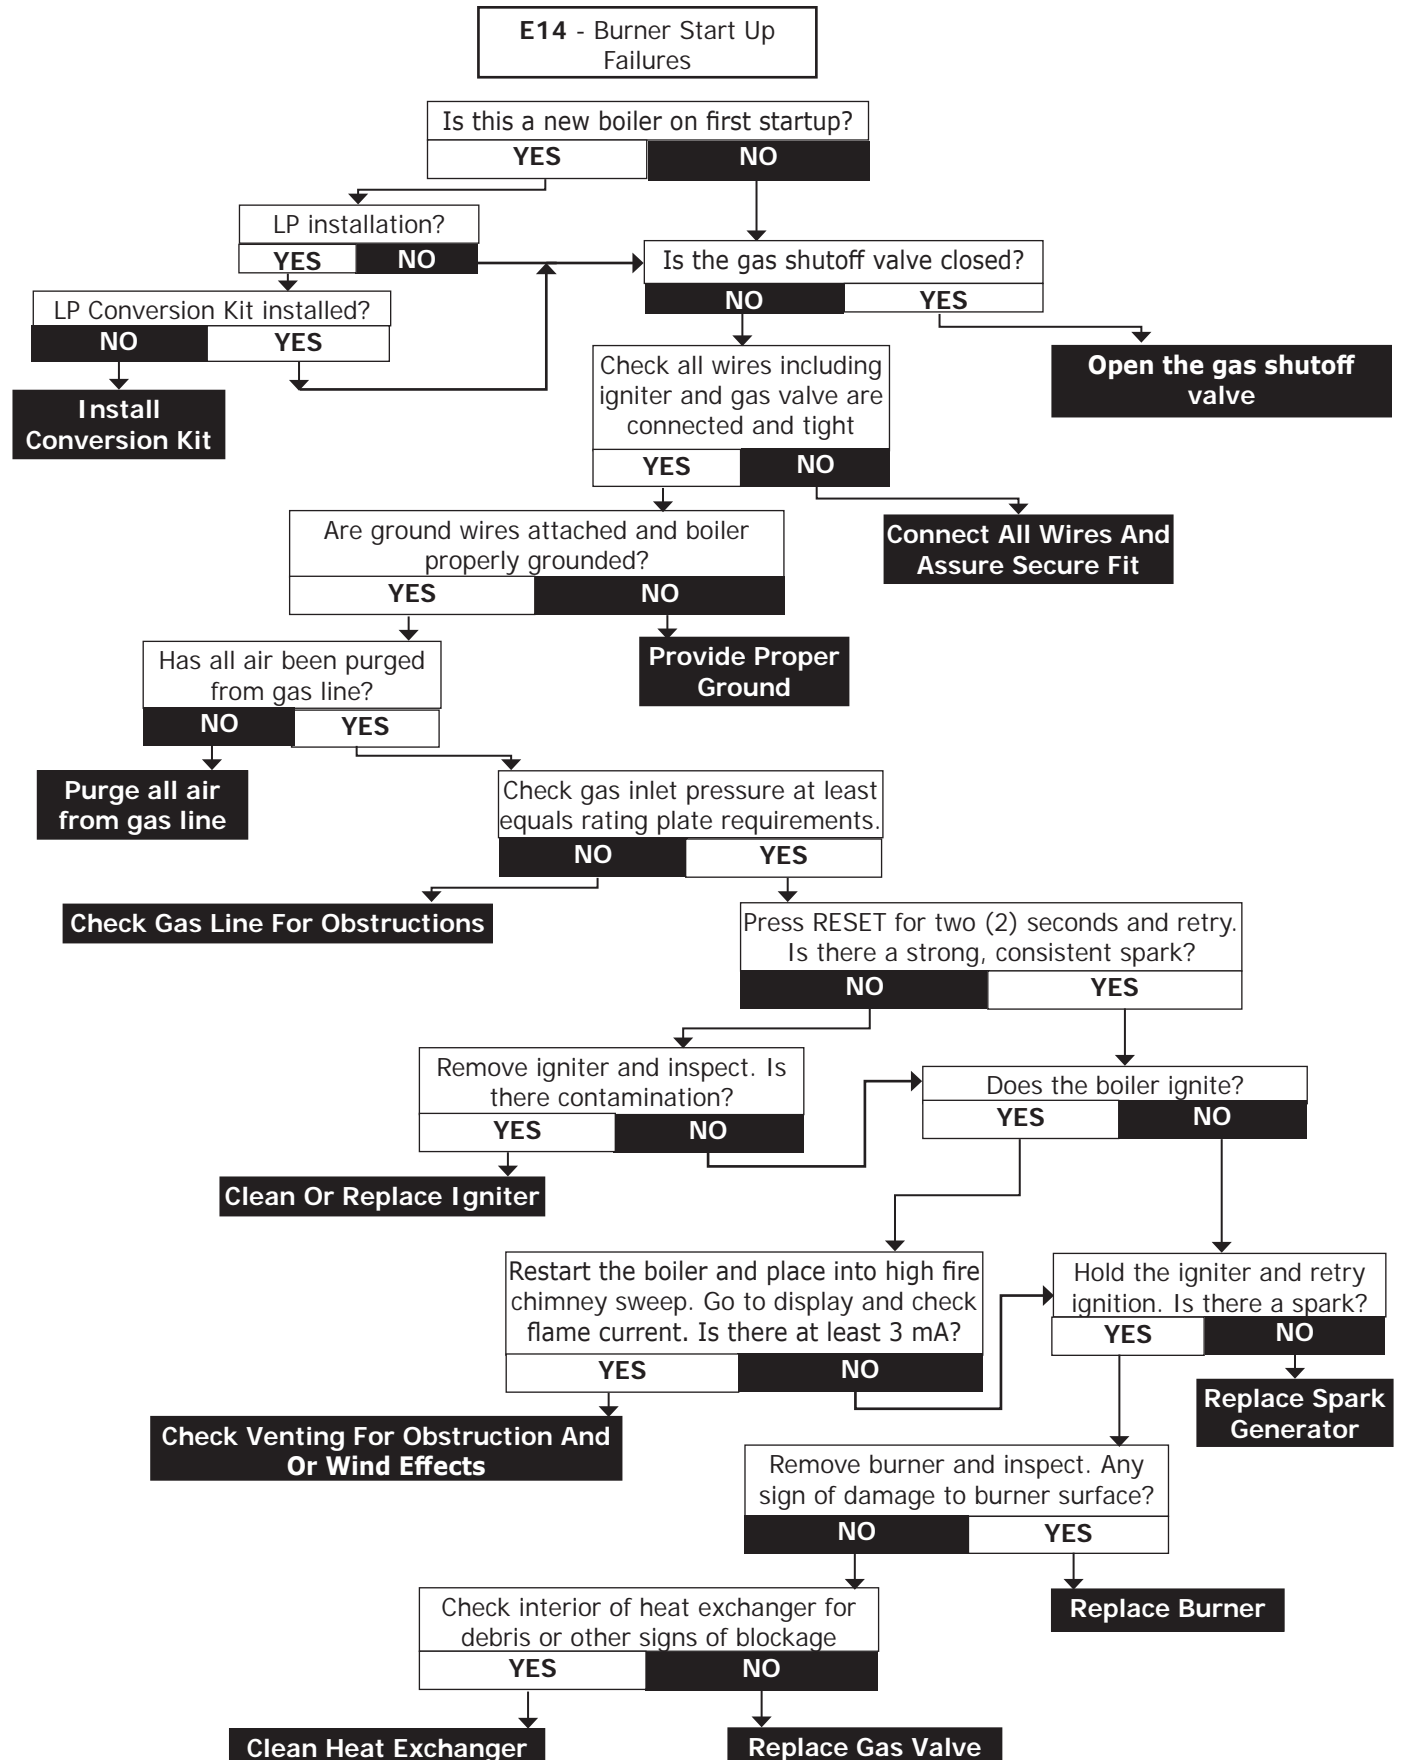 E14 - Burner Start Up
Failures
Is this a new boiler on first startup?
YES
NO
LP installation?
YES
NO
Is the gas shutoff valve closed?
NO
YES
LP Conversion Kit installed?
NO
YES
Install
Conversion Kit
Open the gas shutoff
valve
Check all wires including
igniter and gas valve are
connected and tight
YES
NO
Connect All Wires And
Assure Secure Fit
Are ground wires attached and boiler
properly grounded?
YES
NO
Provide Proper
Ground
Has all air been purged
from gas line?
NO
YES
Purge all air
from gas line
Check gas inlet pressure at least
equals rating plate requirements.
NO
YES
Check Gas Line For Obstructions
Press RESET for two (2) seconds and retry.
Is there a strong, consistent spark?
NO
YES
Remove igniter and inspect. Is
there contamination?
YES
NO
Clean Or Replace Igniter
Does the boiler ignite?
YES
NO
Restart the boiler and place into high fire
chimney sweep. Go to display and check
flame current. Is there at least 3 mA?
YES
NO
Check Venting For Obstruction And
Or Wind Effects
Hold the igniter and retry
ignition. Is there a spark?
YES
NO
Replace Spark
Generator
Remove burner and inspect. Any
sign of damage to burner surface?
NO
YES
Replace Burner
Check interior of heat exchanger for
debris or other signs of blockage
YES
NO
Clean Heat Exchanger
Replace Gas Valve